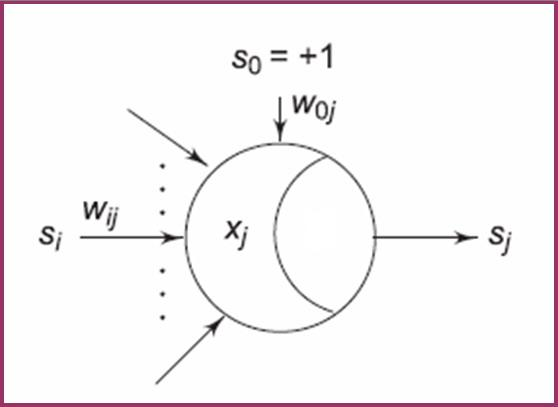 s₀ = +1
w₀ⱼ
wᵢⱼ
sᵢ
xⱼ
sⱼ